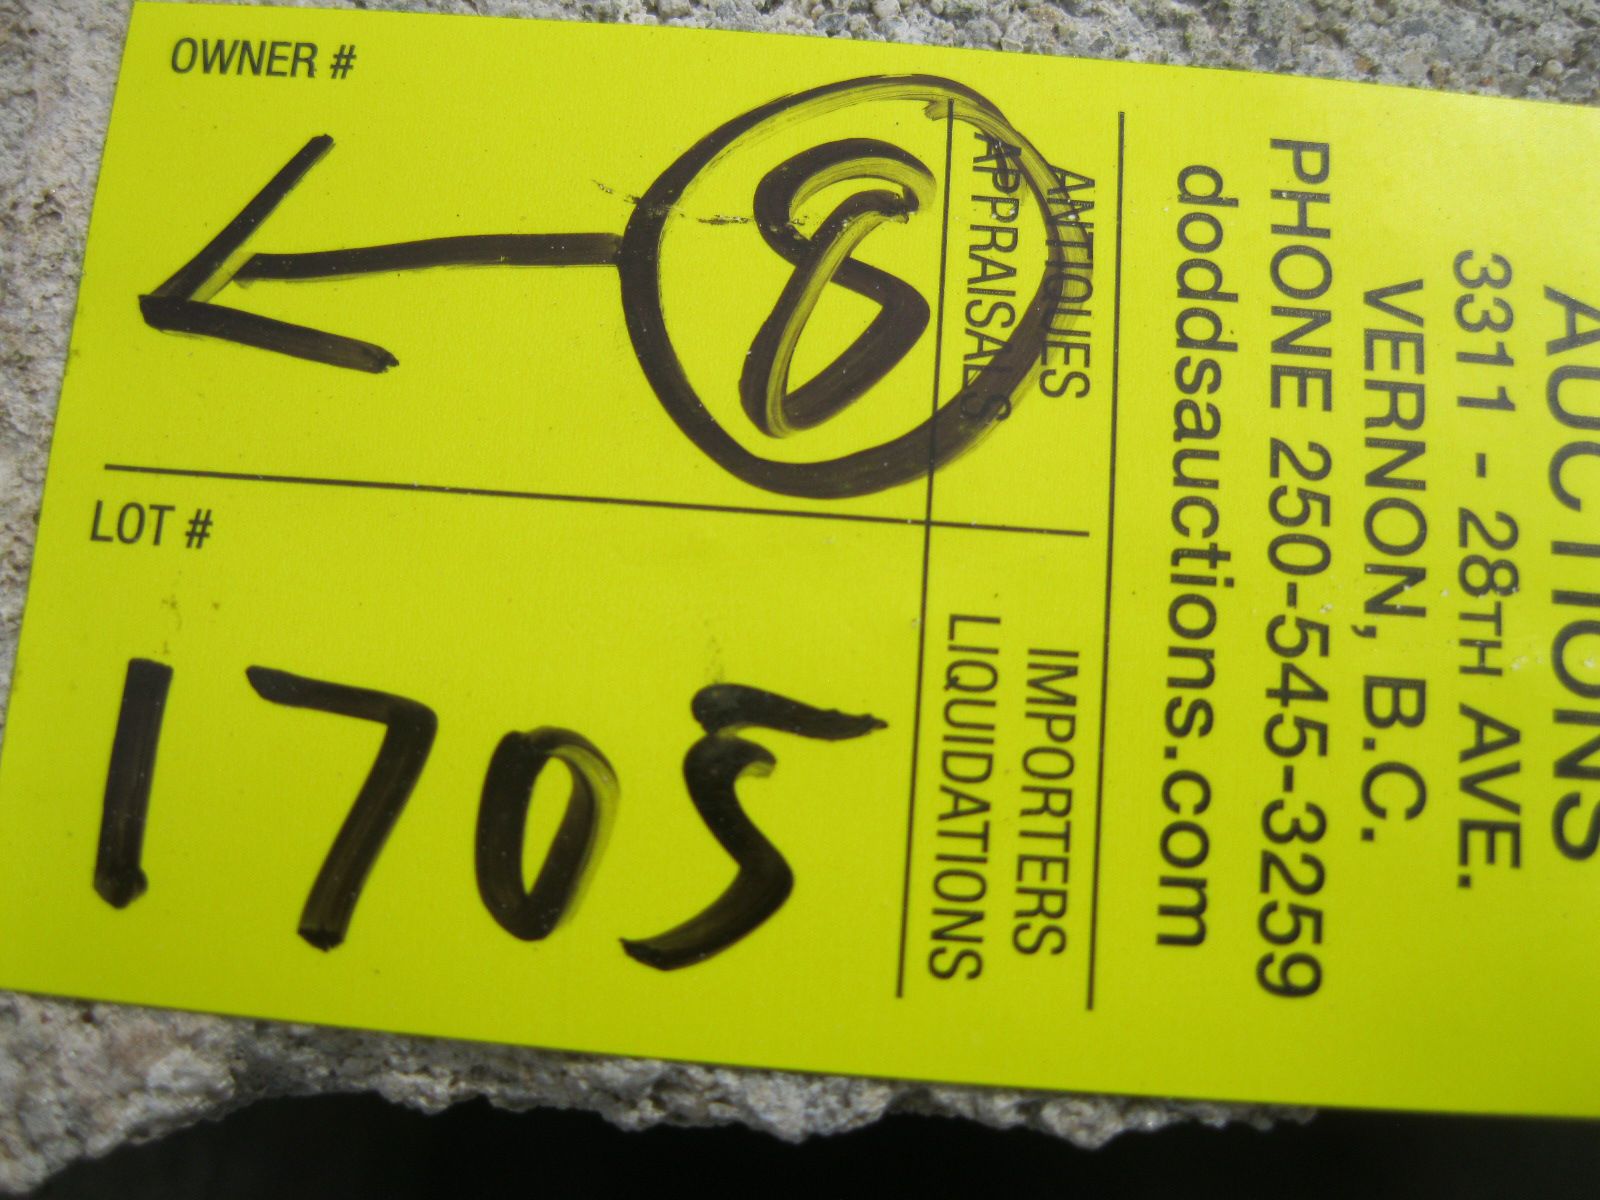 OWNER #
8
LOT #
1705
AUCTIONS
3311 - 28TH AVE.
VERNON, B.C.
PHONE 250-545-3259
doddsauctions.com
ANTIQUES IMPORTERS
APPRAISALS LIQUIDATIONS